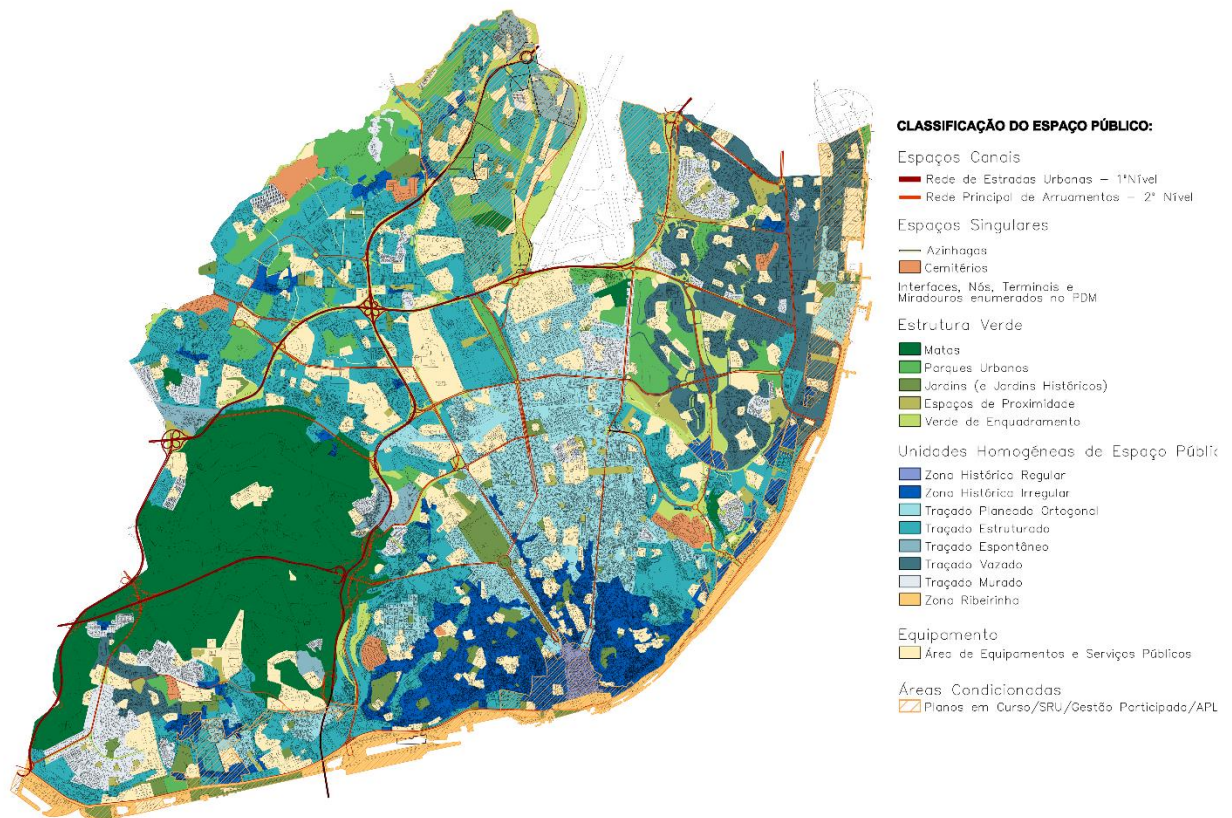 CLASSIFICAÇÃO DO ESPAÇO PÚBLICO:
Espaços Canais
Rede de Estradas Urbanas – 1ºNível
Rede Principal de Arruamentos – 2º Nível
Espaços Singulares
Azinhagas
Cemitérios
Interfaces, Nós, Terminais e
Miradouros enumerados no PDM
Estrutura Verde
Matas
Parques Urbanos
Jardins (e Jardins Históricos)
Espaços de Proximidade
Verde de Enquadramento
Unidades Homogéneas de Espaço Públic
Zona Histórica Regular
Zona Histórica Irregular
Traçado Planeado Ortogonal
Traçado Estruturado
Traçado Espontâneo
Traçado Vazado
Traçado Murado
Zona Ribeirinha
Equipamento
Área de Equipamentos e Serviços Públicos
Áreas Condicionadas
Planos em Curso/SRU/Gestão Participada/APL